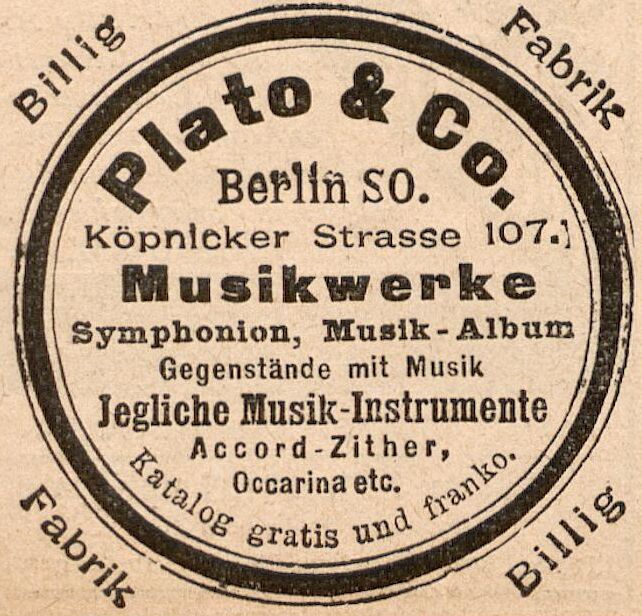 Billig
Fabrik
Plato & Co.
Berlin SO.
Köpnicker Strasse 107.
Musikwerke
Symphonion, Musik-Album
Gegenstände mit Musik
Jegliche Musik-Instrumente
Accord-Zither,
Occarina etc.
Katalog gratis und franko.
Fabrik
Billig